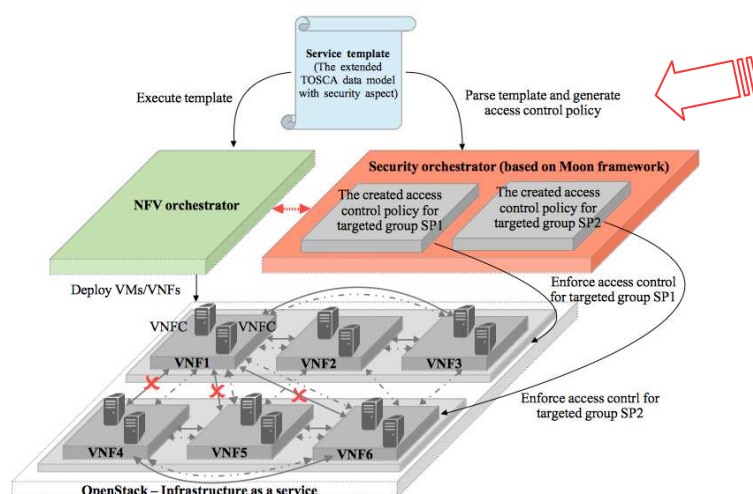 Service template
(The extended
TOSCA data model
with security aspect)
Execute template
Parse template and generate
access control policy
Security orchestrator (based on Moon framework)
NFV orchestrator
The created access
control policy for
targeted group SP1
The created access
control policy for
targeted group SP2
Deploy VMs/VNFs
Enforce access control
for targeted group SP1
VNFC
VNFC
VNF1
VNF2
VNF3
Enforce access contrl for
targeted group SP2
VNF4
VNF5
VNF6
OpenStack – Infrastructure as a service